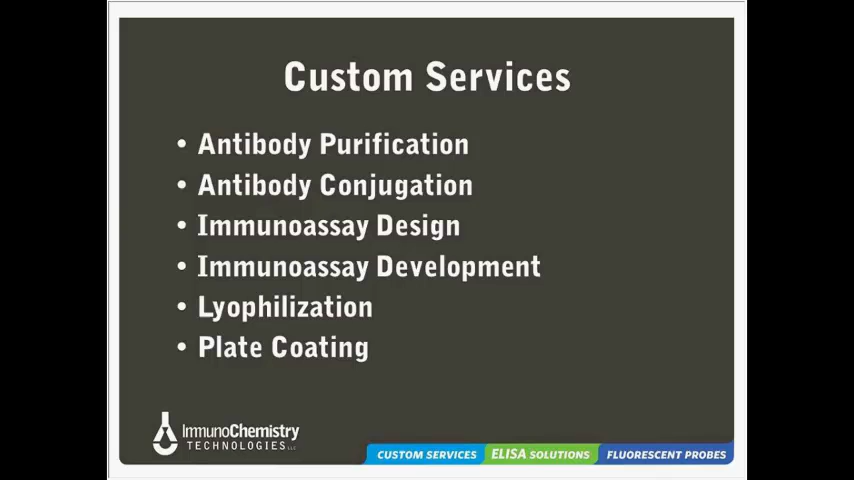 Custom Services
• Antibody Purification
• Antibody Conjugation
• Immunoassay Design
• Immunoassay Development
• Lyophilization
• Plate Coating
ImmunoChemistry
TECHNOLOGIES LLC
CUSTOM SERVICES ELISA SOLUTIONS FLUORESCENT PROBES